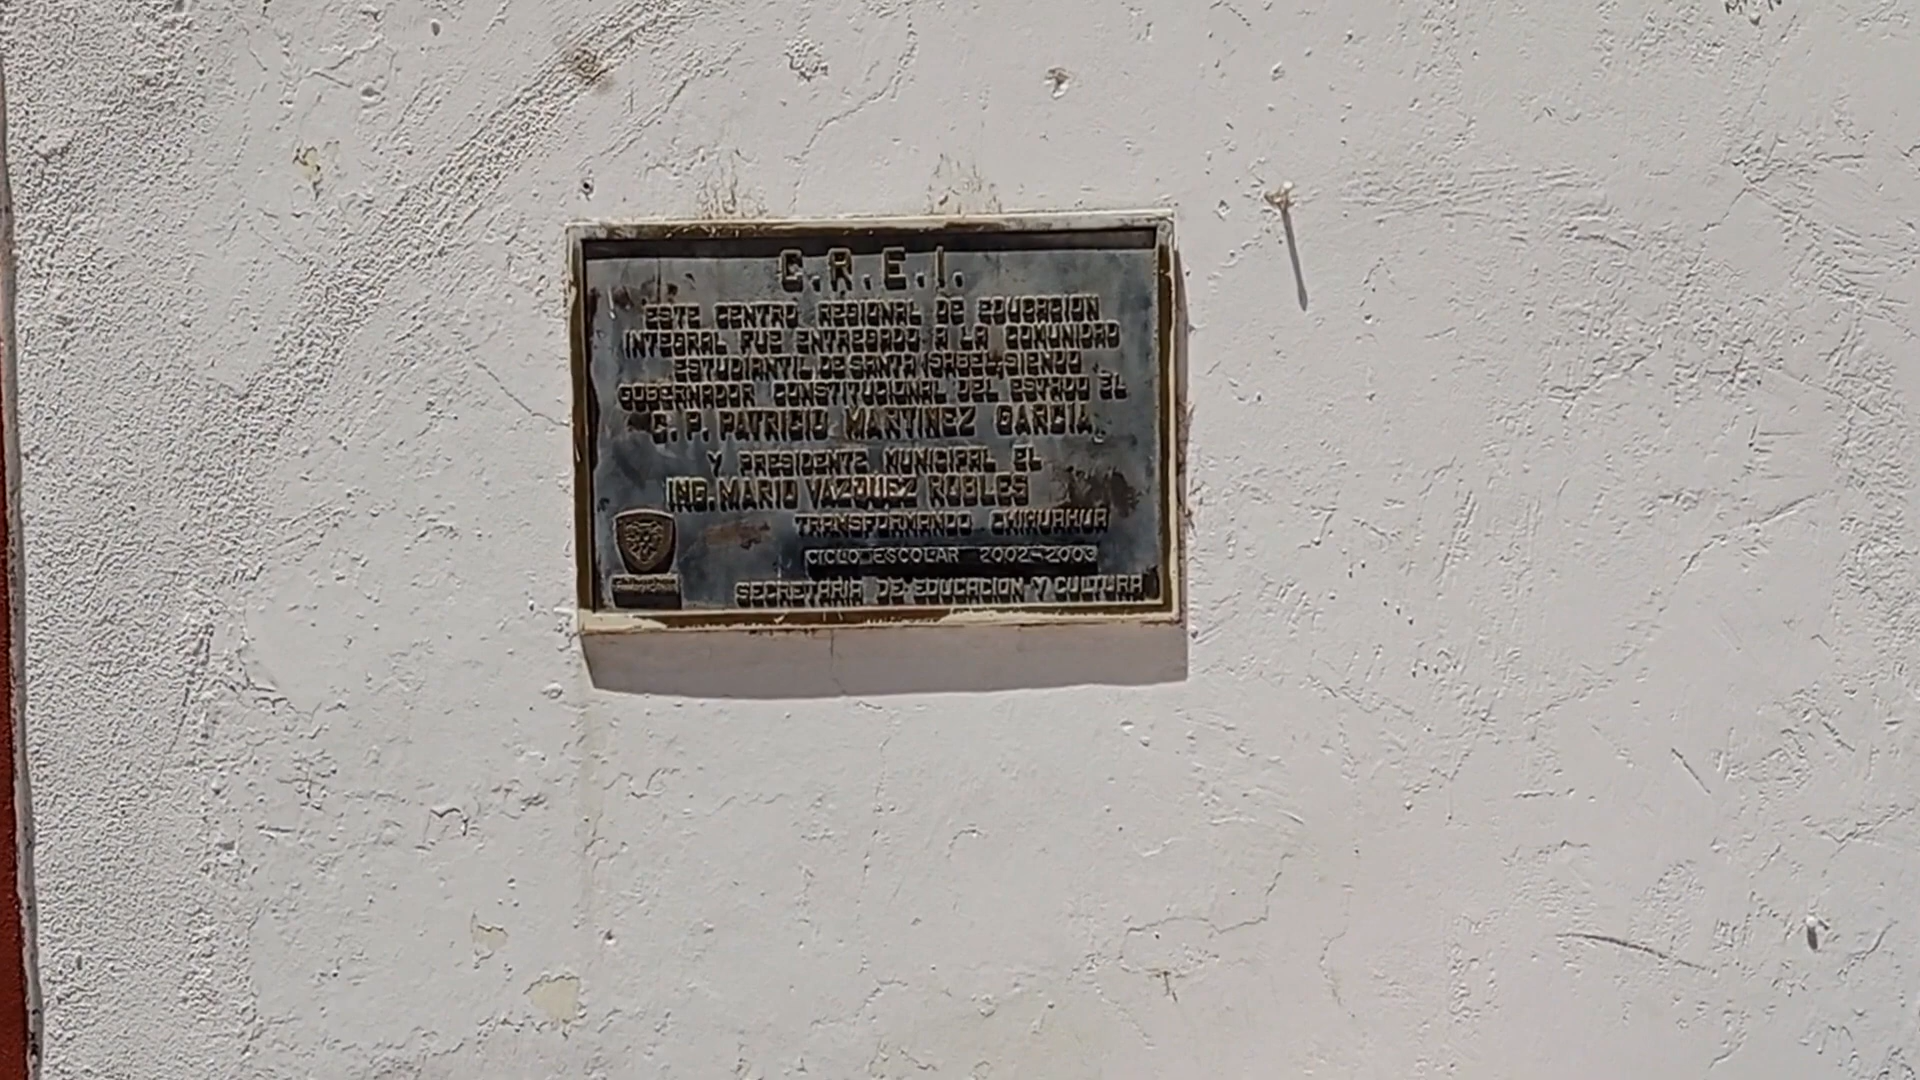 C.R.E.I.
ESTE CENTRO REGIONAL DE EDUCACION
INTEGRAL FUE ENTREGADO A LA COMUNIDAD
ESTUDIANTIL DE SANTA ISABEL, SIENDO
GOBERNADOR CONSTITUCIONAL DEL ESTADO EL
C.P. PATRICIO MARTINEZ GARCIA,
Y PRESIDENTE MUNICIPAL EL
ING. MARIO VAZQUEZ ROBLES
TRANSFORMANDO CHIHUAHUA
CICLO ESCOLAR 2002-2003
SECRETARIA DE EDUCACION Y CULTURA